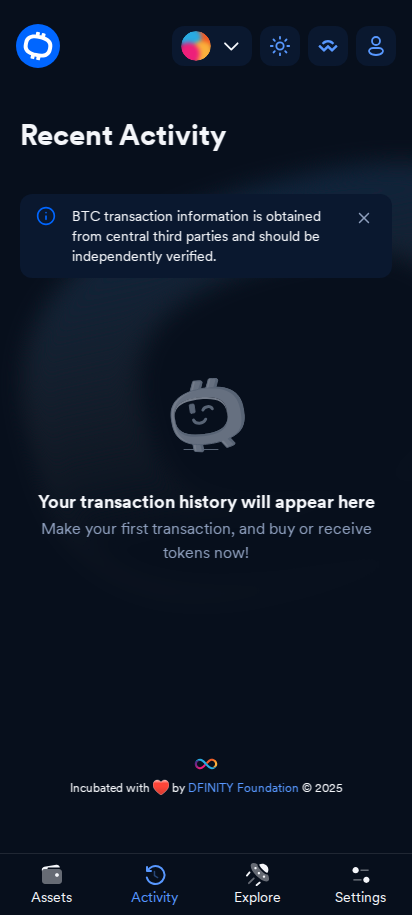 Recent Activity
BTC transaction information is obtained
from central third parties and should be
independently verified.
Your transaction history will appear here
Make your first transaction, and buy or receive
tokens now!
Incubated with ❤️ by DFINITY Foundation © 2025
Assets
Activity
Explore
Settings